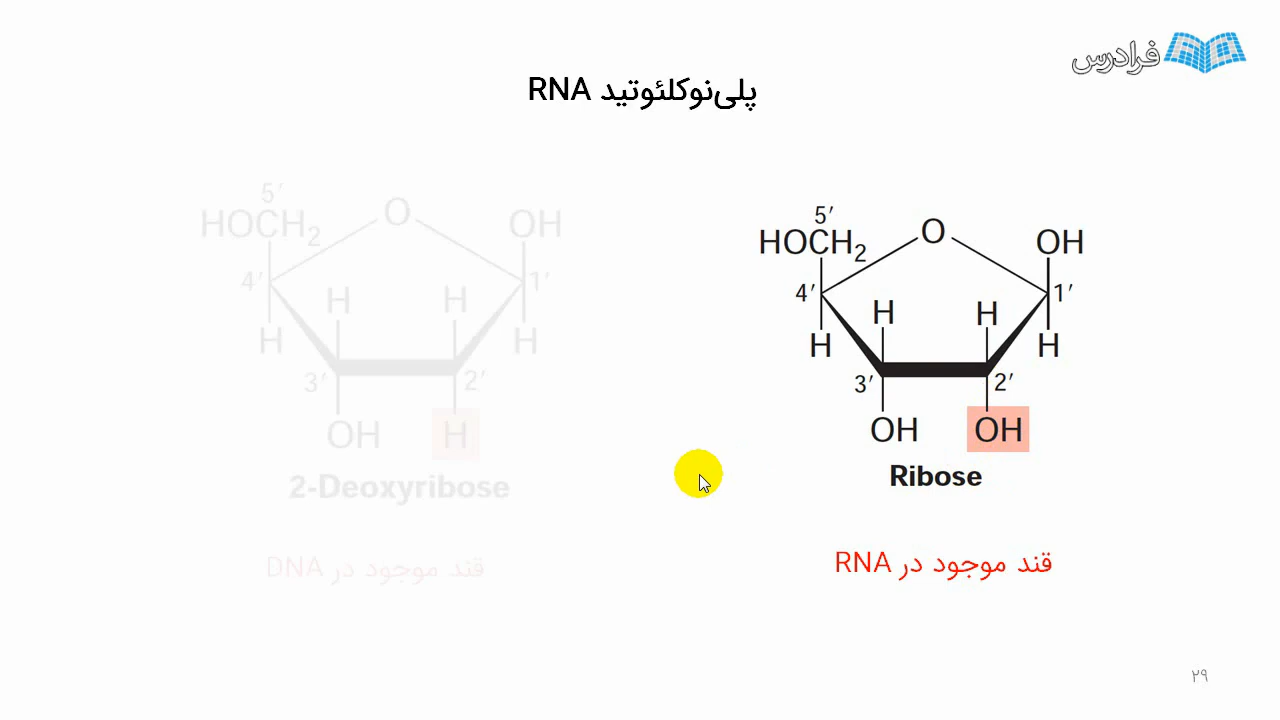 فرادرس
پلی‌نوکلئوتید RNA
5′
HOCH2
O
OH
4′
1′
H
H
H
H
3′
2′
OH
H
2-Deoxyribose
قند موجود در DNA
5′
HOCH2
O
OH
4′
1′
H
H
H
H
3′
2′
OH
OH
Ribose
قند موجود در RNA
۲۹